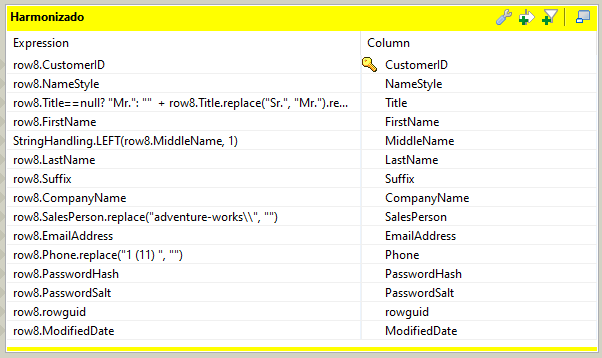 Harmonizado
Expression Column
row8.CustomerID CustomerID
row8.NameStyle NameStyle
row8.Title==null? "Mr.": "" + row8.Title.replace("Sr.", "Mr.").re... Title
row8.FirstName FirstName
StringHandling.LEFT(row8.MiddleName, 1) MiddleName
row8.LastName LastName
row8.Suffix Suffix
row8.CompanyName CompanyName
row8.SalesPerson.replace("adventure-works\\", "") SalesPerson
row8.EmailAddress EmailAddress
row8.Phone.replace("1 (11) ", "") Phone
row8.PasswordHash PasswordHash
row8.PasswordSalt PasswordSalt
row8.rowguid rowguid
row8.ModifiedDate ModifiedDate